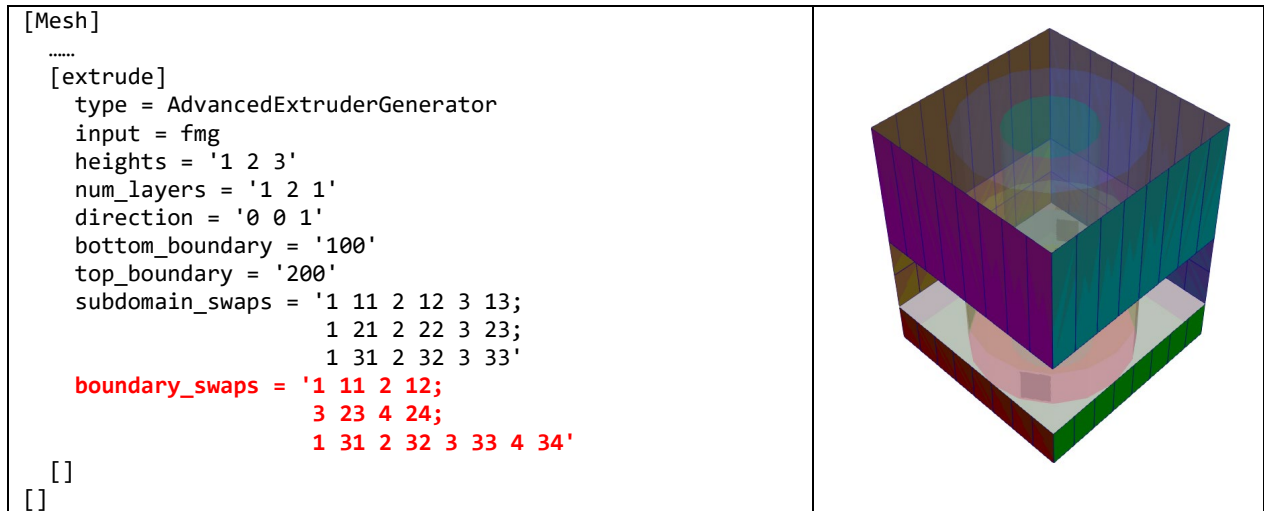 [Mesh]
……
[extrude]
type = AdvancedExtruderGenerator
input = fmg
heights = '1 2 3'
num_layers = '1 2 1'
direction = '0 0 1'
bottom_boundary = '100'
top_boundary = '200'
subdomain_swaps = '1 11 2 12 3 13;
1 21 2 22 3 23;
1 31 2 32 3 33'
boundary_swaps = '1 11 2 12;
3 23 4 24;
1 31 2 32 3 33 4 34'
[]
[]